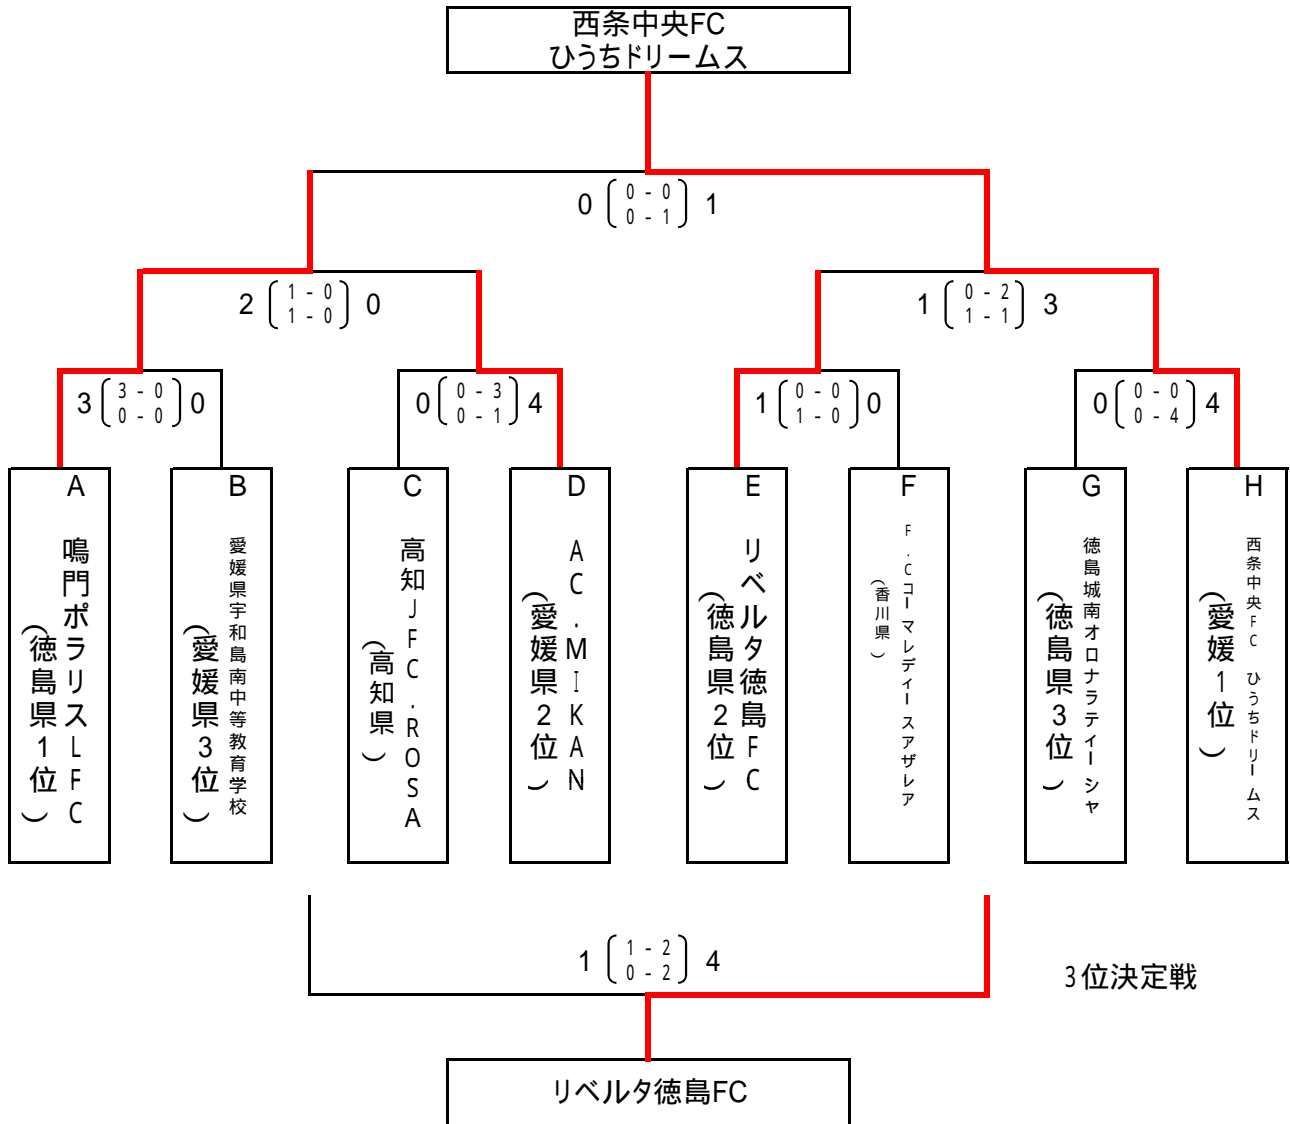 西条中央FC
ひうちドリームス
0 0 - 0 1
0 - 1
2 1 - 0 0
1 - 0
1 0 - 2 3
1 - 1
3 3 - 0 0
0 - 0
0 0 - 3 4
0 - 1
1 0 - 0 0
1 - 0
0 0 - 0 4
0 - 4
A
鳴門ポラリスLFC
(徳島県1位)
B
愛媛県宇和島南中等教育学校
(愛媛県3位)
C
高知JFC.ROSA
(高知県)
D
AC.MIKAN
(愛媛県2位)
E
リベルタ徳島FC
(徳島県2位)
F
F.Cコーマレディースアザレア
(香川県)
G
徳島城南オロナラティーシャ
(徳島県3位)
H
西条中央FC ひうちドリームス
(愛媛1位)
1 1 - 2 4
0 - 2
3位決定戦
リベルタ徳島FC